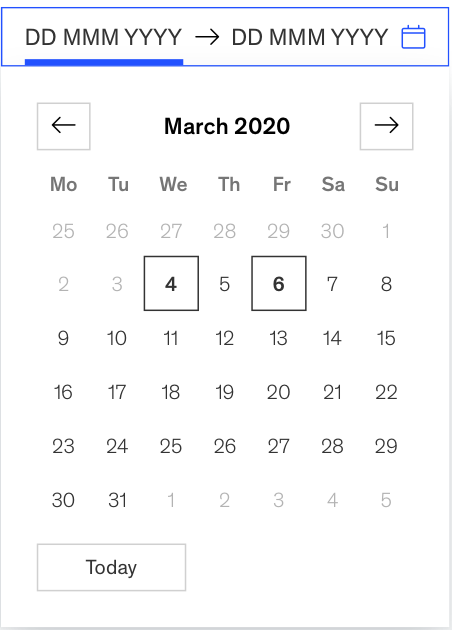 DD MMM YYYY → DD MMM YYYY
← March 2020 →
Mo Tu We Th Fr Sa Su
25 26 27 28 29 30 1
2 3 4 5 6 7 8
9 10 11 12 13 14 15
16 17 18 19 20 21 22
23 24 25 26 27 28 29
30 31 1 2 3 4 5
Today